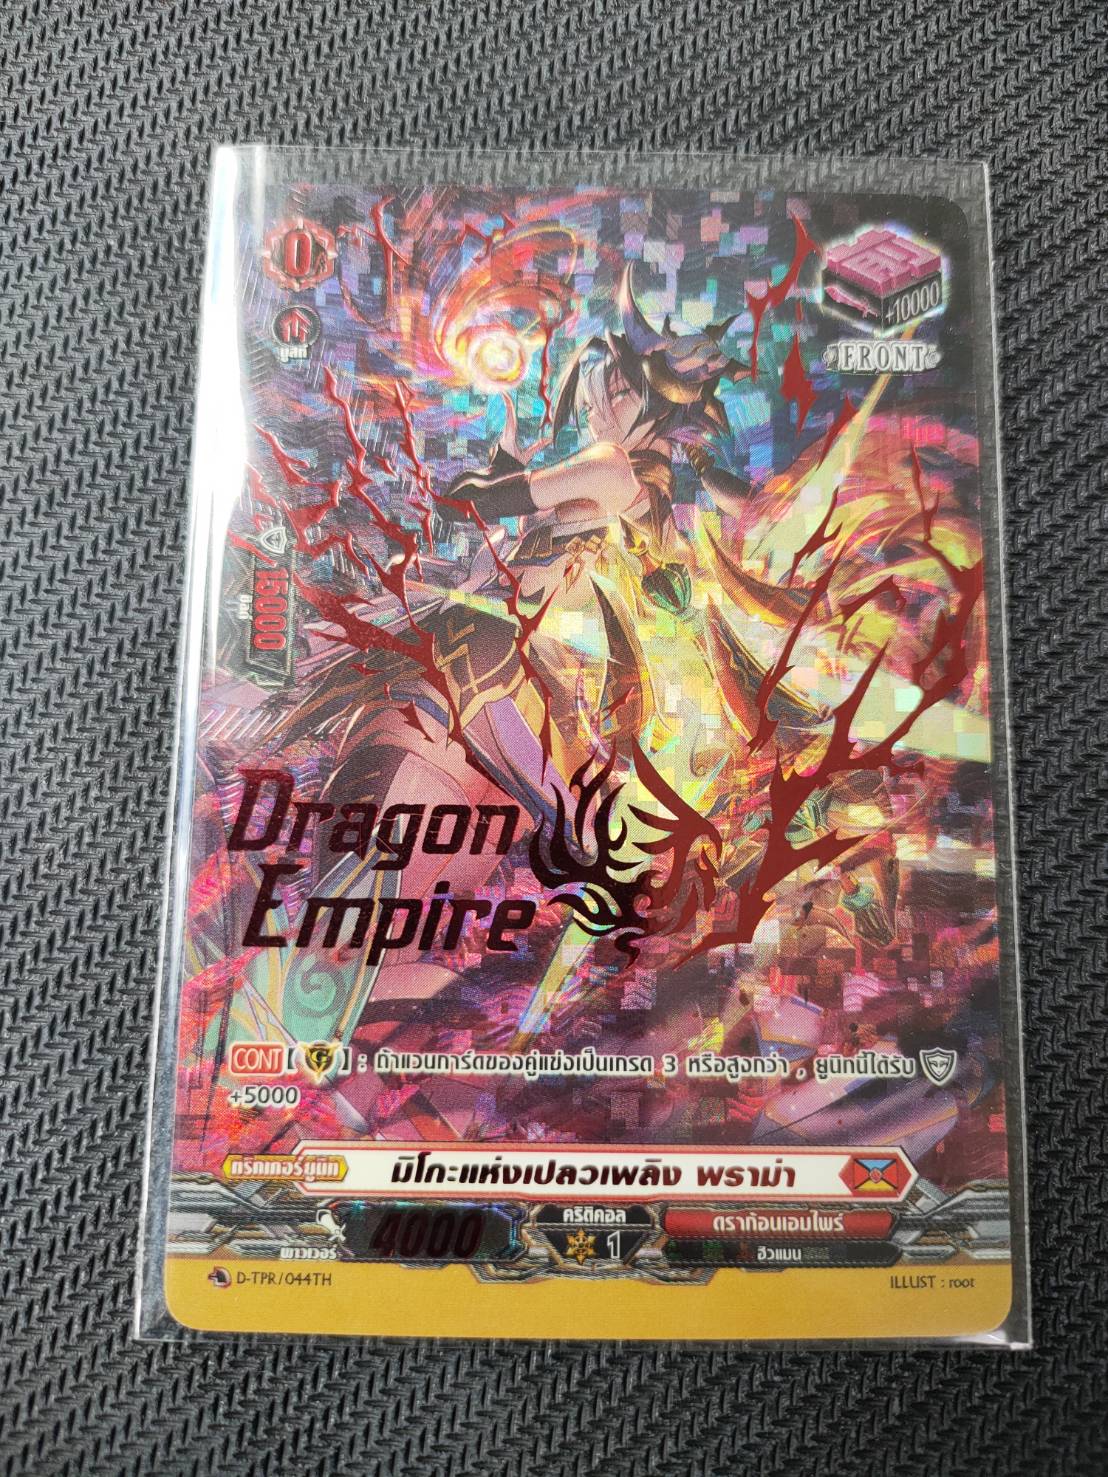 0
บูสท์
前
+10000
FRONT
15000
ชิลด์
Dragon
Empire
CONT【G】 : ถ้าแวนการ์ดของคู่แข่งเป็นเกรด 3 หรือสูงกว่า , ยูนิทนี้ได้รับ
+5000
ทริกเกอร์ยูนิท
มิโกะแห่งเปลวเพลิง พราม่า
พาวเวอร์
4000
คริติคอล
1
ดราก้อนเอมไพร์
ฮิวแมน
D-TPR/044TH
ILLUST : root